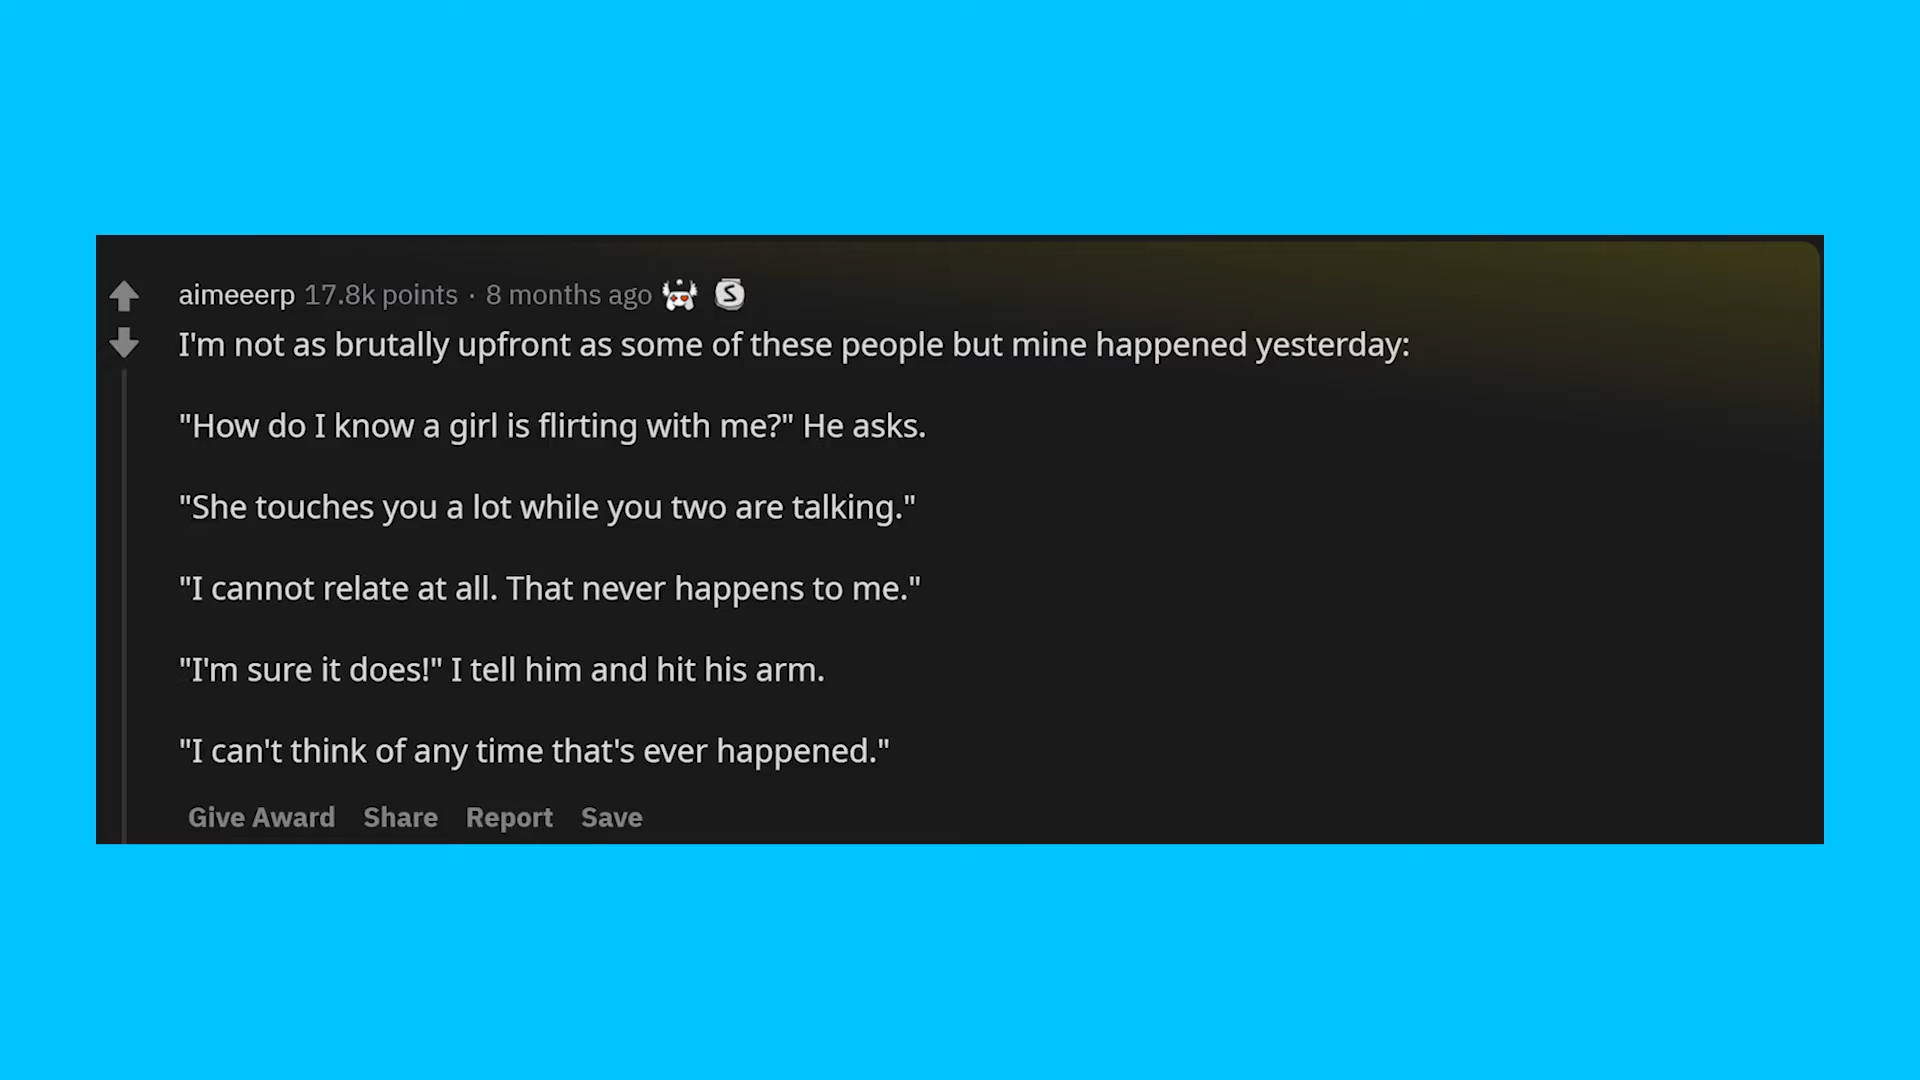 aimeeerp 17.8k points · 8 months ago S
I'm not as brutally upfront as some of these people but mine happened yesterday:
"How do I know a girl is flirting with me?" He asks.
"She touches you a lot while you two are talking."
"I cannot relate at all. That never happens to me."
"I'm sure it does!" I tell him and hit his arm.
"I can't think of any time that's ever happened."
Give Award Share Report Save